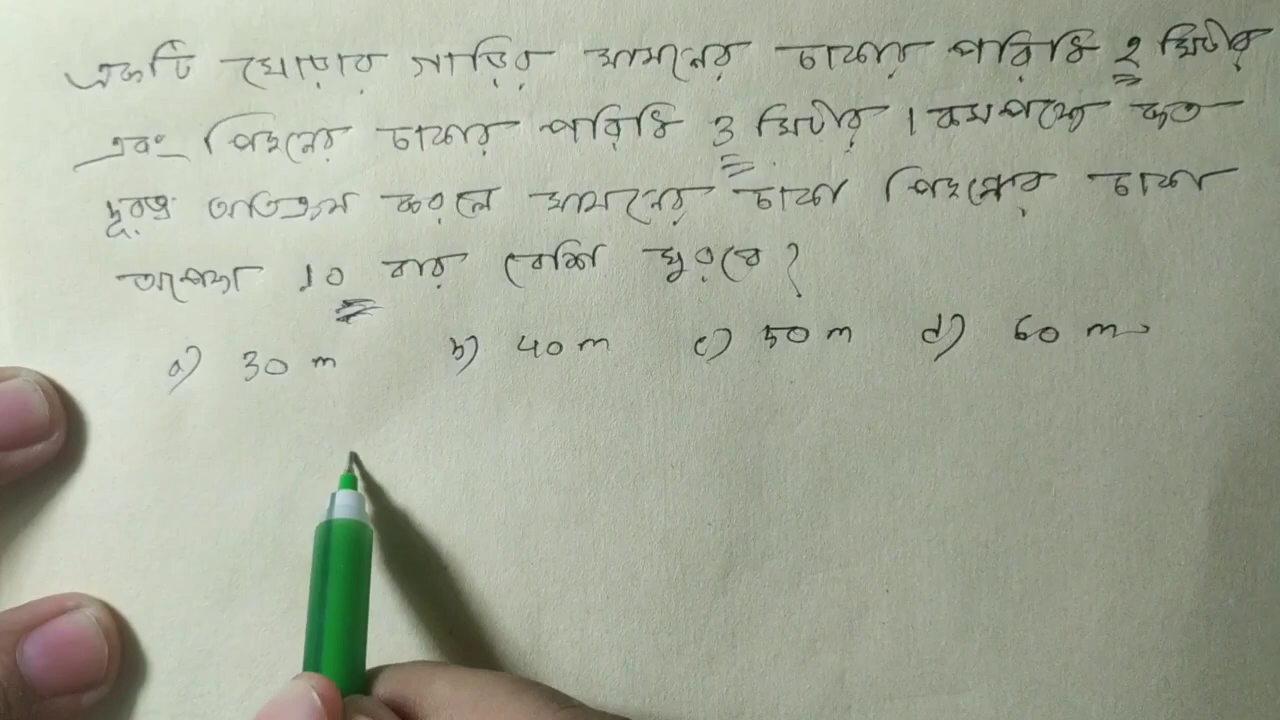 একটি ঘোড়ার গাড়ির সামনের চাকার পরিধি ২ মিটার
এবং পিছনের চাকার পরিধি 3 মিটার । কমপক্ষে কত
দূরত্ব অতিক্রম করলে সামনের চাকা পিছনের চাকা
অপেক্ষা 10 বার বেশি ঘুরবে?
a) 30 m b) 40 m c) 50 m d) 60 m